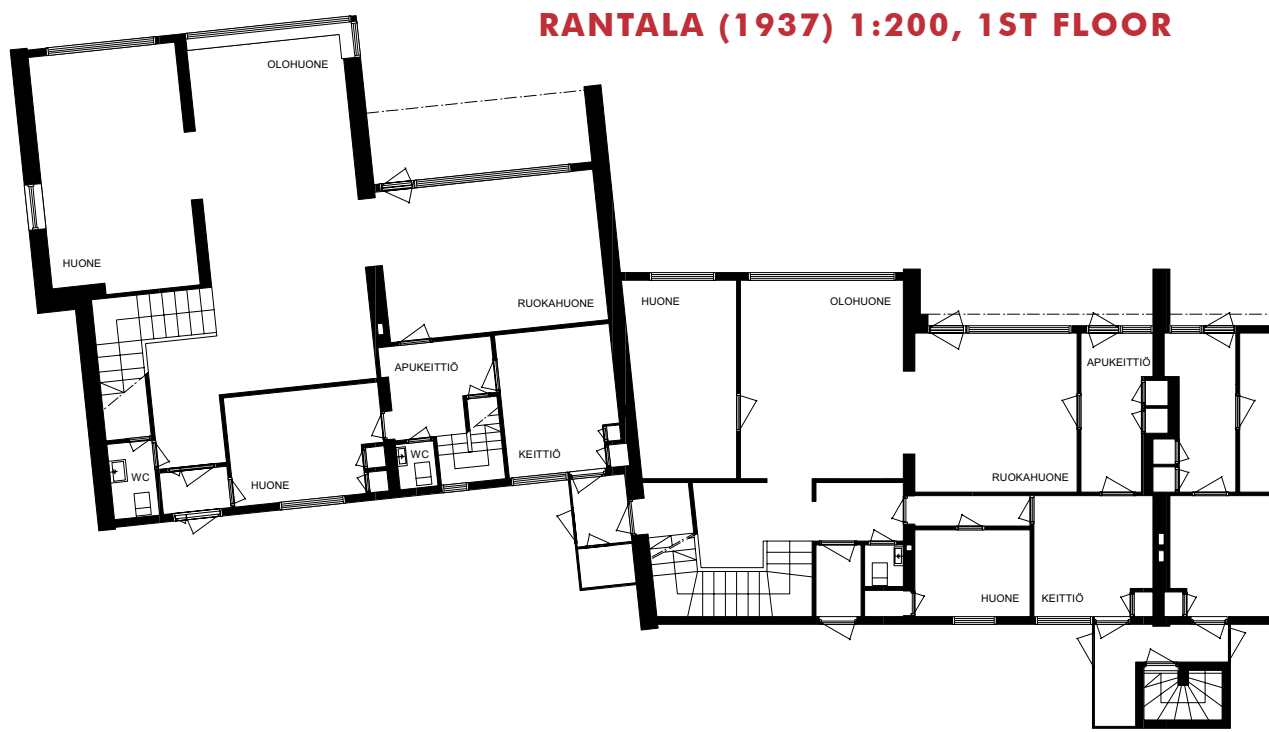 RANTALA (1937) 1:200, 1ST FLOOR
OLOHUONE
HUONE
RUOKAHUONE
APUKEITTIÖ
WC
HUONE
WC
KEITTIÖ
HUONE
OLOHUONE
APUKEITTIÖ
RUOKAHUONE
HUONE
KEITTIÖ